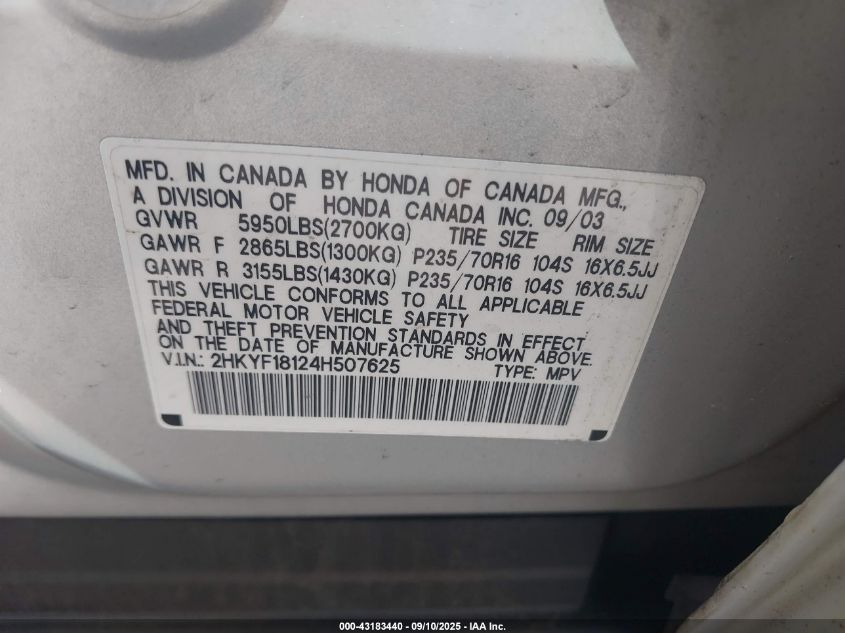 MFD. IN CANADA BY HONDA OF CANADA MFG.,
A DIVISION OF HONDA CANADA INC. 09/03
GVWR 5950LBS(2700KG) TIRE SIZE RIM SIZE
GAWR F 2865LBS(1300KG) P235/70R16 104S 16X6.5JJ
GAWR R 3155LBS(1430KG) P235/70R16 104S 16X6.5JJ
THIS VEHICLE CONFORMS TO ALL APPLICABLE
FEDERAL MOTOR VEHICLE SAFETY
AND THEFT PREVENTION STANDARDS IN EFFECT
ON THE DATE OF MANUFACTURE SHOWN ABOVE.
V.I.N.: 2HKYF18124H507625 TYPE: MPV
000-43183440 - 09/10/2025 - IAA Inc.